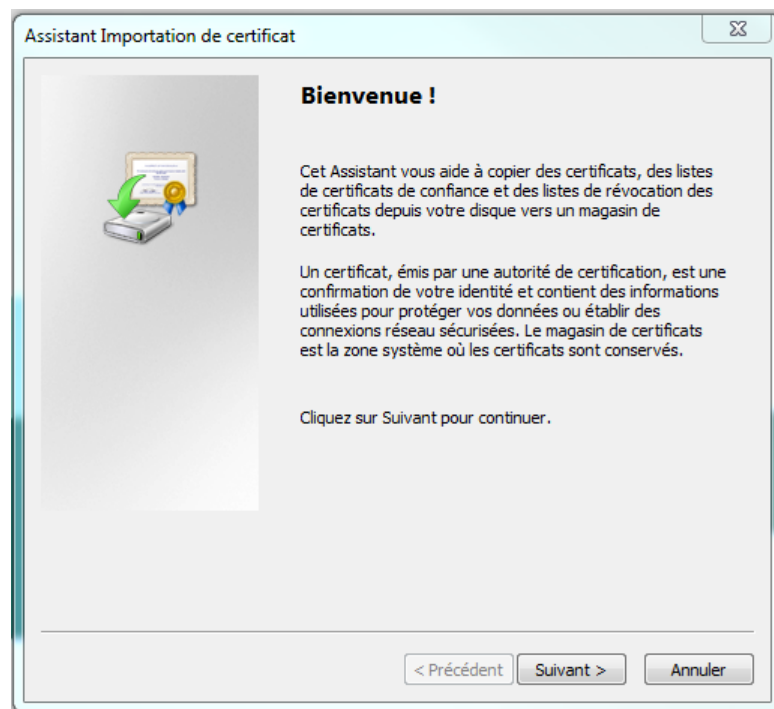 Assistant Importation de certificat
Bienvenue !
Cet Assistant vous aide à copier des certificats, des listes
de certificats de confiance et des listes de révocation des
certificats depuis votre disque vers un magasin de
certificats.
Un certificat, émis par une autorité de certification, est une
confirmation de votre identité et contient des informations
utilisées pour protéger vos données ou établir des
connexions réseau sécurisées. Le magasin de certificats
est la zone système où les certificats sont conservés.
Cliquez sur Suivant pour continuer.
< Précédent Suivant > Annuler